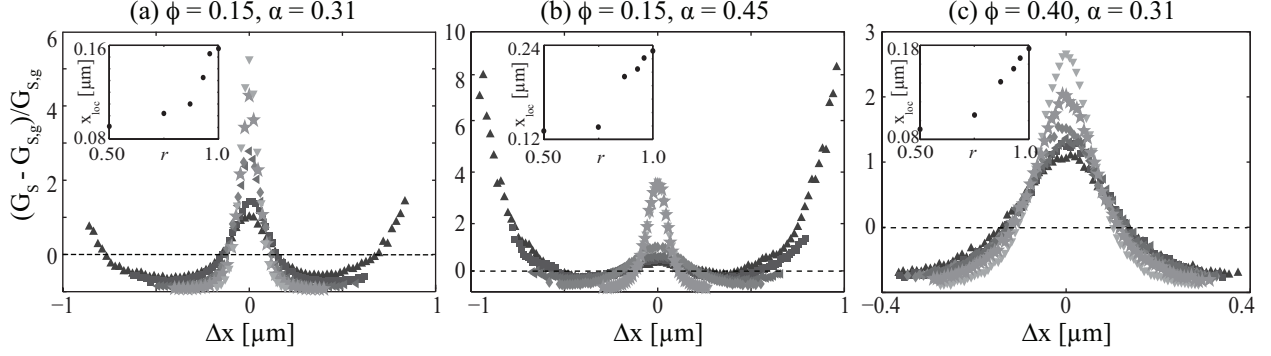 (a) ϕ = 0.15, α = 0.31
(b) ϕ = 0.15, α = 0.45
(c) ϕ = 0.40, α = 0.31
(G_s - G_s,g)/G_s,g
6
4
2
0
−1
0
1
Δx [µm]
0.16
0.08
x_loc [µm]
0.50
r
1.0
10
8
6
4
2
0
−1
0
1
Δx [µm]
0.24
0.12
x_loc [µm]
0.50
r
1.0
3
2
1
0
−0.4
0
0.4
Δx [µm]
0.18
0.08
x_loc [µm]
0.50
r
1.0